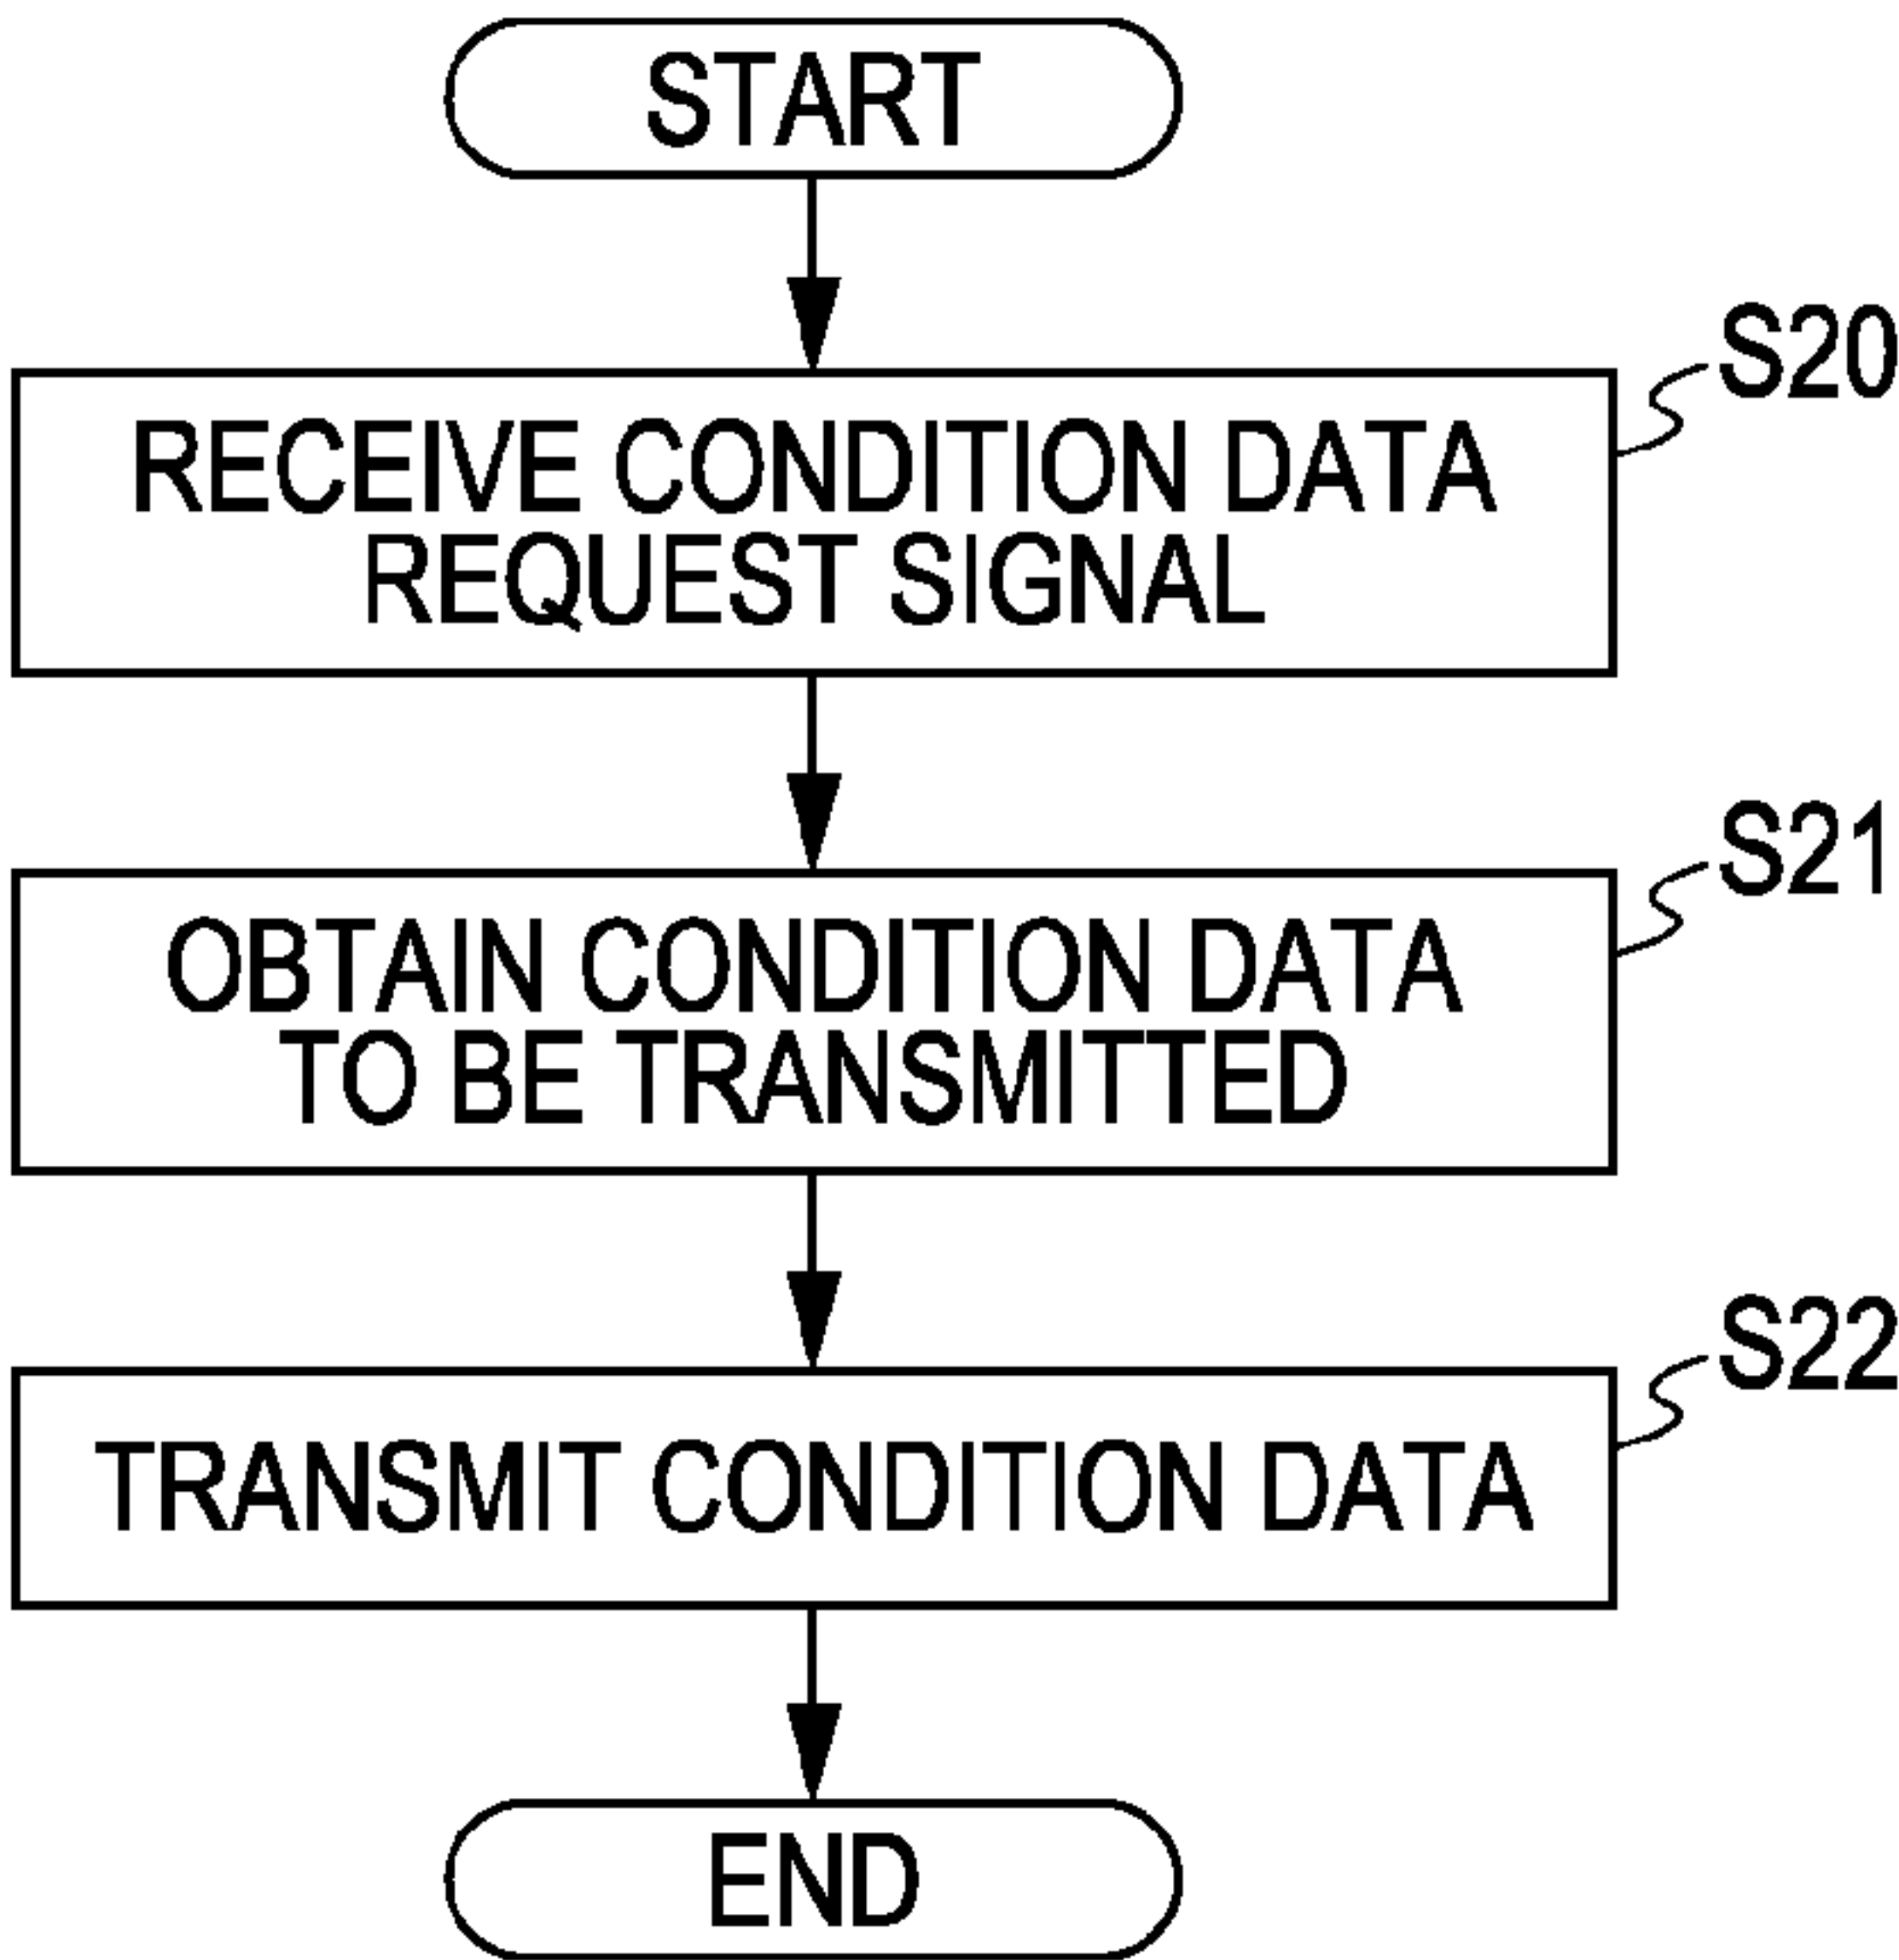 START
S20
RECEIVE CONDITION DATA
REQUEST SIGNAL
S21
OBTAIN CONDITION DATA
TO BE TRANSMITTED
S22
TRANSMIT CONDITION DATA
END